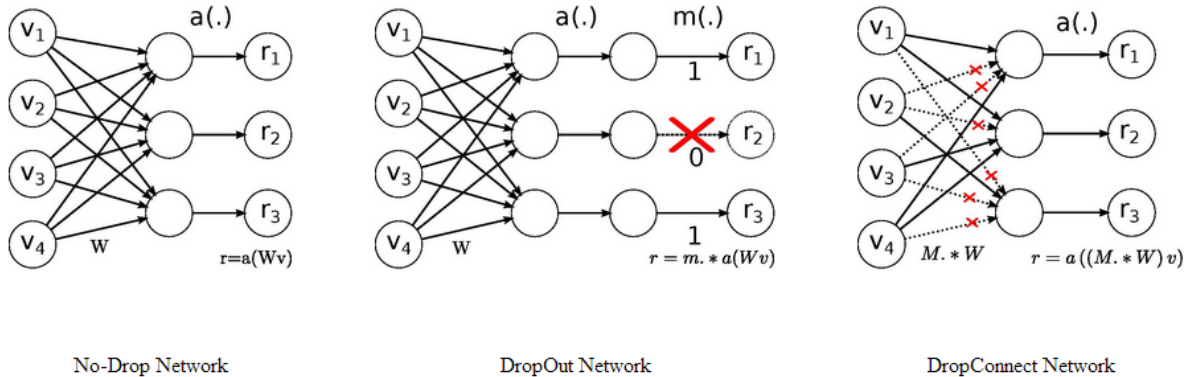 a(.)
v1
r1
v2
r2
v3
r3
v4
W
r=a(Wv)
No-Drop Network
a(.) m(.)
v1
r1
1
v2
r2
0
v3
r3
1
v4
W
r = m. * a(Wv)
DropOut Network
a(.)
v1
r1
v2
r2
v3
r3
v4
M. * W
r = a ((M. * W) v)
DropConnect Network